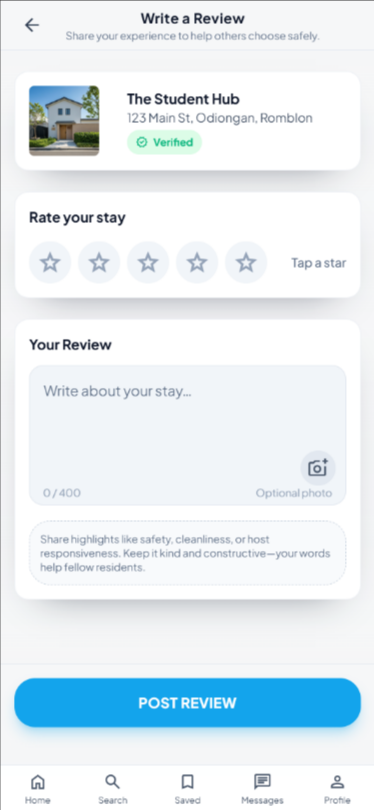 Write a Review
Share your experience to help others choose safely.
The Student Hub
123 Main St, Odiongan, Romblon
Verified
Rate your stay
Tap a star
Your Review
Write about your stay...
0 / 400
Optional photo
Share highlights like safety, cleanliness, or host
responsiveness. Keep it kind and constructive—your words
help fellow residents.
POST REVIEW
Home
Search
Saved
Messages
Profile